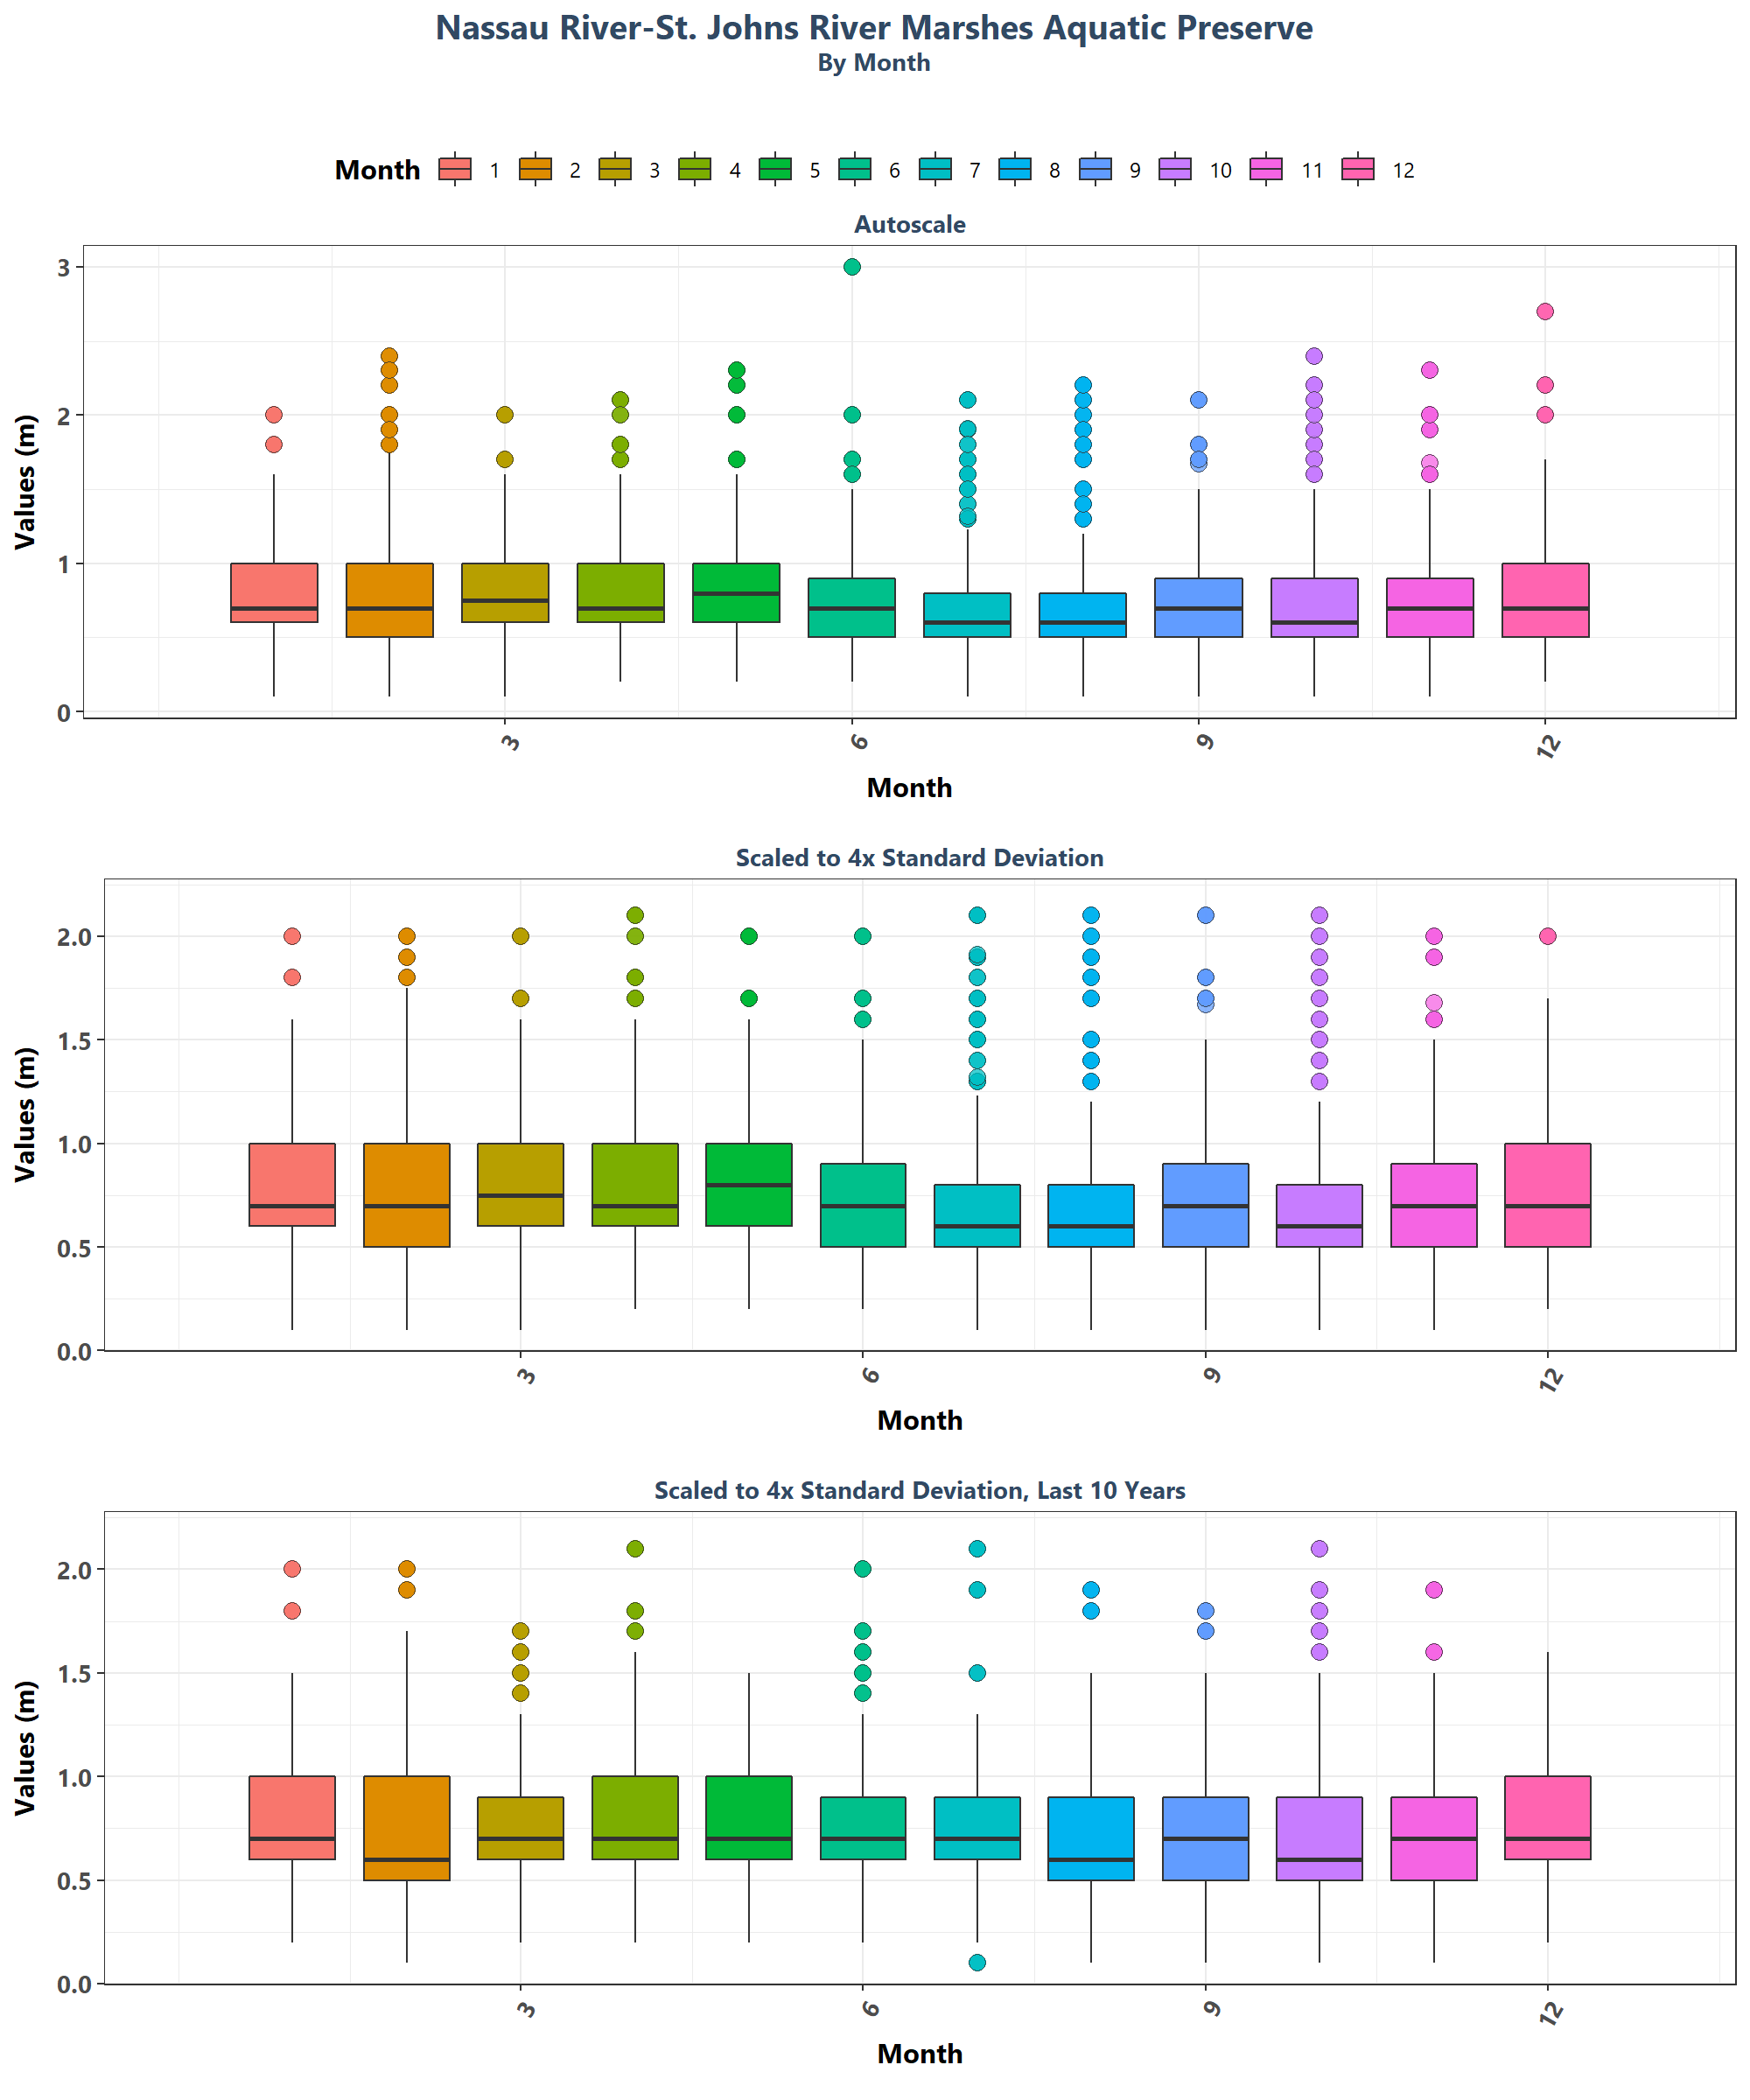 Nassau River-St. Johns River Marshes Aquatic Preserve
By Month
Month 1 2 3 4 5 6 7 8 9 10 11 12
Autoscale
Values (m)
3
2
1
0
3 6 9 12
Month
Scaled to 4x Standard Deviation
Values (m)
2.0
1.5
1.0
0.5
0.0
3 6 9 12
Month
Scaled to 4x Standard Deviation, Last 10 Years
Values (m)
2.0
1.5
1.0
0.5
0.0
3 6 9 12
Month